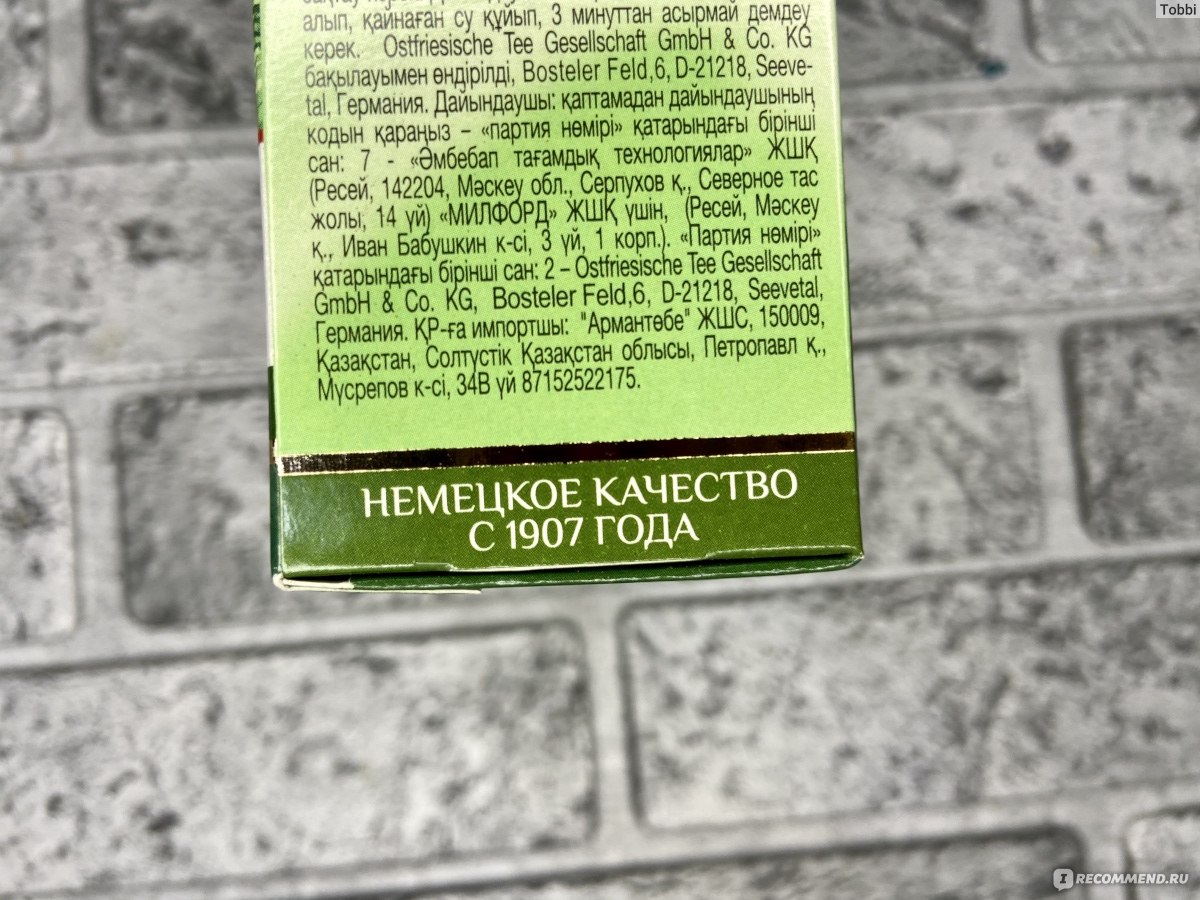 Tobbi
алып, қайнаған су құйып, 3 минуттан асырмай демдеу
керек. Ostfriesische Tee Gesellschaft GmbH & Co. KG
бақылауымен өндірілді, Bosteler Feld,6, D-21218, Seeve-
tal, Германия. Дайындаушы: қаптамадан дайындаушының
кодын қараңыз – «партия нөмірі» қатарындағы бірінші
сан: 7 - «Әмбебап тағамдық технологиялар» ЖШҚ
(Ресей, 142204, Мәскеу обл., Серпухов қ., Северное тас
жолы, 14 үй) «МИЛФОРД» ЖШҚ үшін, (Ресей, Мәскеу
қ., Иван Бабушкин к-сі, 3 үй, 1 корп.). «Партия нөмірі»
қатарындағы бірінші сан: 2 – Ostfriesische Tee Gesellschaft
GmbH & Co. KG, Bosteler Feld,6, D-21218, Seevetal,
Германия. ҚР-ға импортшы: "Армантөбе" ЖШС, 150009,
Қазақстан, Солтүстік Қазақстан облысы, Петропавл қ.,
Мүсрепов к-сі, 34В үй 87152522175.
НЕМЕЦКОЕ КАЧЕСТВО
С 1907 ГОДА
IRECOMMEND.RU